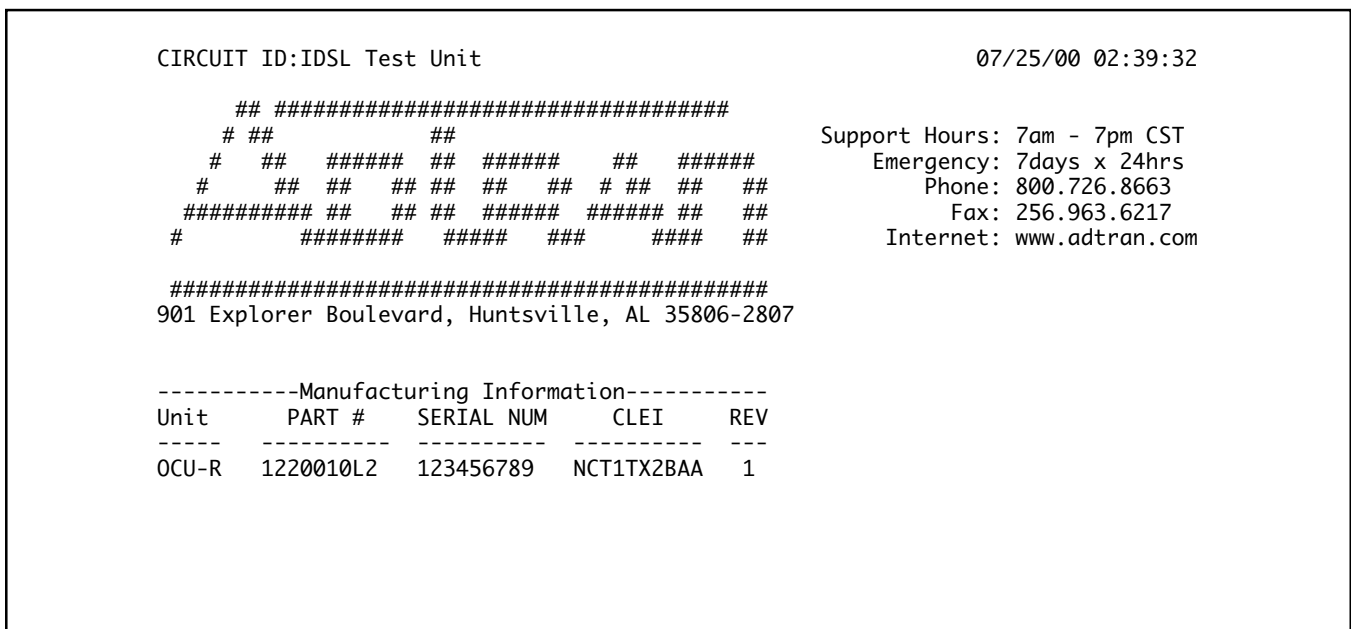 CIRCUIT ID:IDSL Test Unit 07/25/00 02:39:32
## ###################################
# ## ## Support Hours: 7am - 7pm CST
# ## ###### ## ###### ## ###### Emergency: 7days x 24hrs
# ## ## ## ## ## ## # ## ## ## Phone: 800.726.8663
########## ## ## ## ###### ###### ## ## Fax: 256.963.6217
# ######## ##### ### #### ## Internet: www.adtran.com
##############################################
901 Explorer Boulevard, Huntsville, AL 35806-2807
-----------Manufacturing Information-----------
Unit PART # SERIAL NUM CLEI REV
----- ---------- ---------- ---------- ---
OCU-R 1220010L2 123456789 NCT1TX2BAA 1